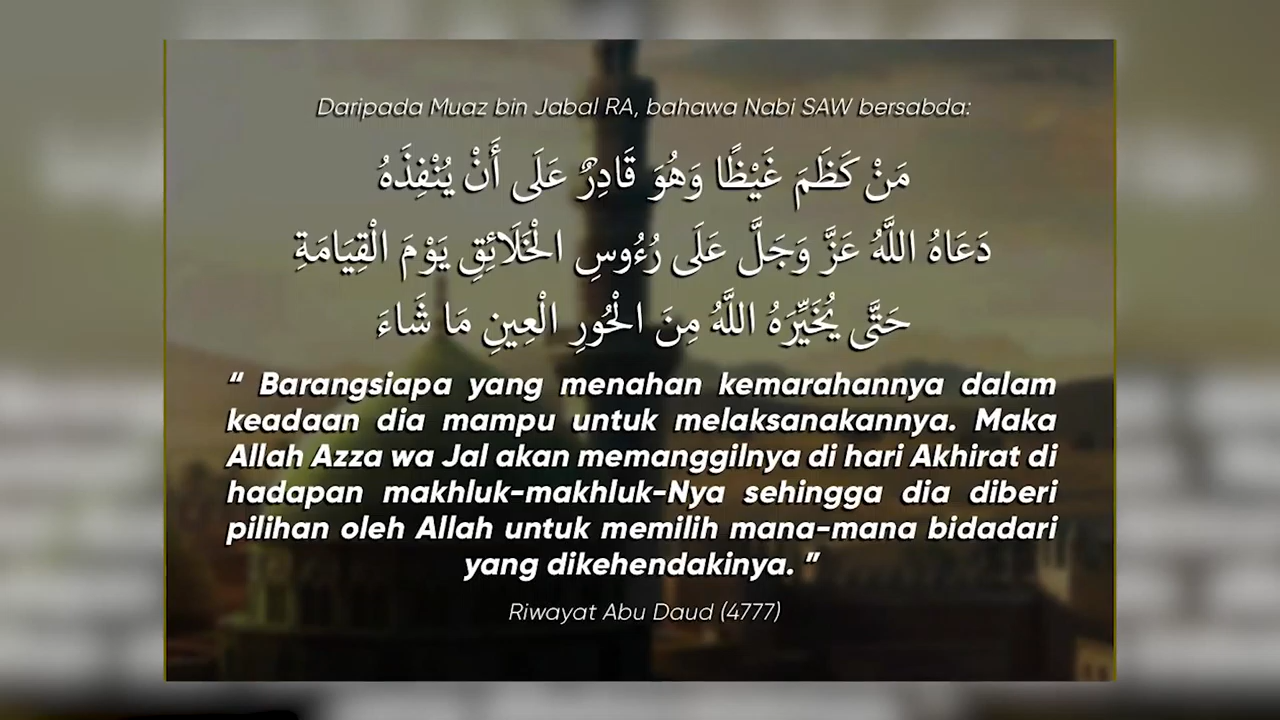 Daripada Muaz bin Jabal RA, bahawa Nabi SAW bersabda:
مَنْ كَظَمَ غَيْظًا وَهُوَ قَادِرٌ عَلَى أَنْ يُنْفِذَهُ
دَعَاهُ اللَّهُ عَزَّ وَجَلَّ عَلَى رُءُوسِ الْخَلَائِقِ يَوْمَ الْقِيَامَةِ
حَتَّى يُخَيِّرَهُ اللَّهُ مِنَ الْحُورِ الْعِينِ مَا شَاءَ
“ Barangsiapa yang menahan kemarahannya dalam
keadaan dia mampu untuk melaksanakannya. Maka
Allah Azza wa Jal akan memanggilnya di hari Akhirat di
hadapan makhluk-makhluk-Nya sehingga dia diberi
pilihan oleh Allah untuk memilih mana-mana bidadari
yang dikehendakinya. ”
Riwayat Abu Daud (4777)